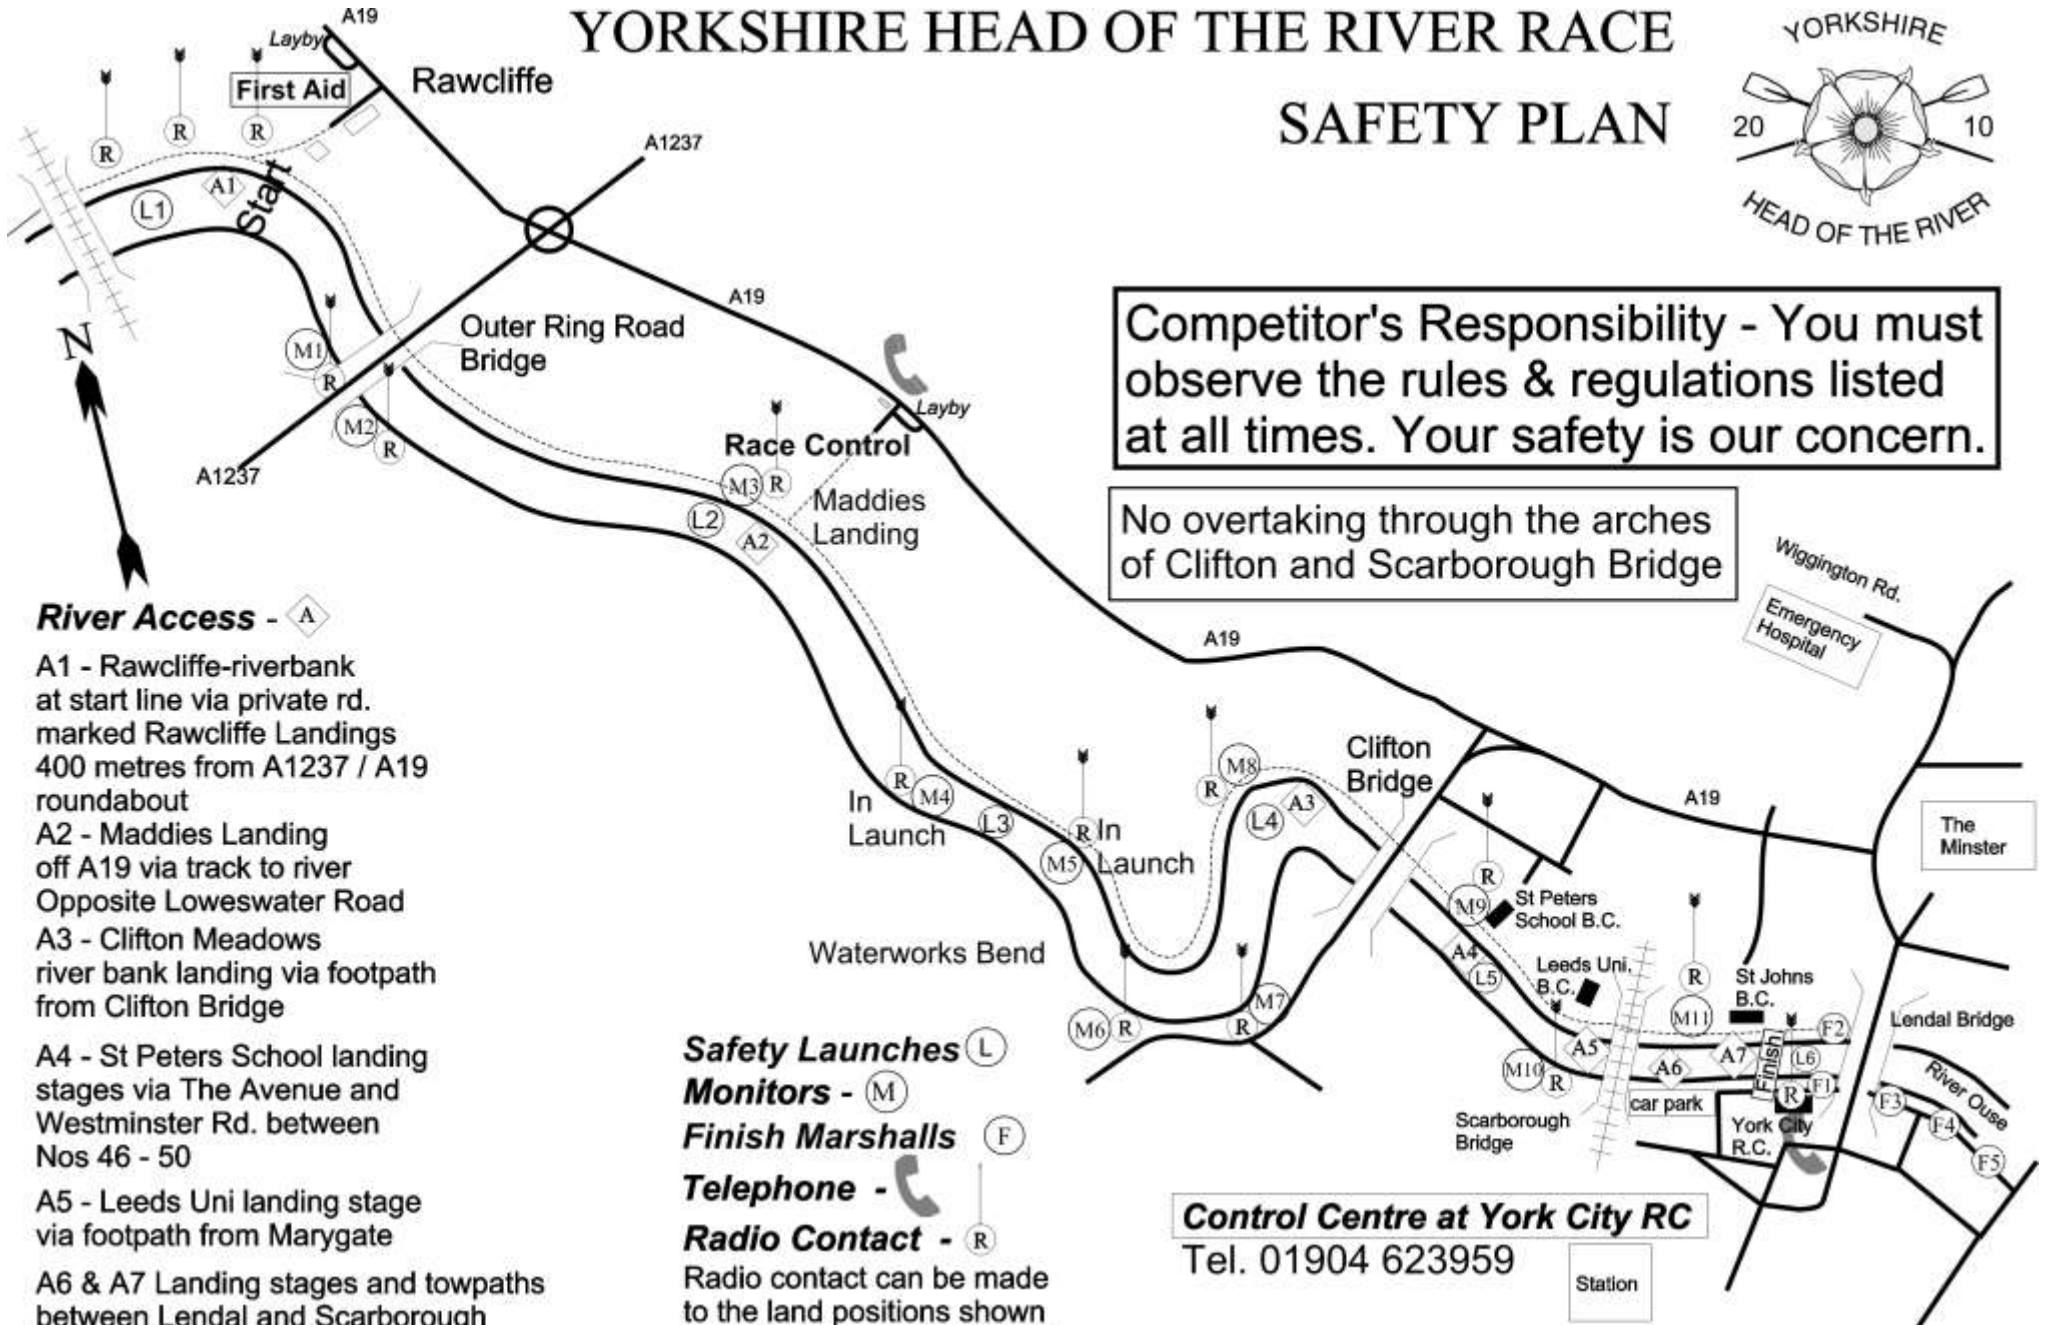 YORKSHIRE HEAD OF THE RIVER RACE
SAFETY PLAN
YORKSHIRE
20
10
HEAD OF THE RIVER
A19
Layby
First Aid
Rawcliffe
R
R
R
A1
L1
Start
A1237
Outer Ring Road
Bridge
A19
M1
R
M2
R
A1237
N
Layby
Race Control
M3
R
L2
A2
Maddies
Landing
Competitor's Responsibility - You must
observe the rules & regulations listed
at all times. Your safety is our concern.
No overtaking through the arches
of Clifton and Scarborough Bridge
Wiggington Rd.
Emergency
Hospital
A19
Clifton
Bridge
A19
The
Minster
R
M4
In
Launch
L3
R
In
Launch
M5
M8
R
L4
A3
Waterworks Bend
M6
R
M7
R
R
M9
St Peters
School B.C.
A4
L5
Leeds Uni.
B.C.
R
St Johns
B.C.
M11
F2
Lendal Bridge
A5
A6
A7
Finish
L6
M10
R
R
F1
F3
F4
F5
River Ouse
car park
York City
R.C.
Scarborough
Bridge
River Access - A
A1 - Rawcliffe-riverbank
at start line via private rd.
marked Rawcliffe Landings
400 metres from A1237 / A19
roundabout
A2 - Maddies Landing
off A19 via track to river
Opposite Loweswater Road
A3 - Clifton Meadows
river bank landing via footpath
from Clifton Bridge
A4 - St Peters School landing
stages via The Avenue and
Westminster Rd. between
Nos 46 - 50
A5 - Leeds Uni landing stage
via footpath from Marygate
A6 & A7 Landing stages and towpaths
between Lendal and Scarborough
Safety Launches L
Monitors - M
Finish Marshalls F
Telephone -
Radio Contact - R
Radio contact can be made
to the land positions shown
Control Centre at York City RC
Tel. 01904 623959
Station